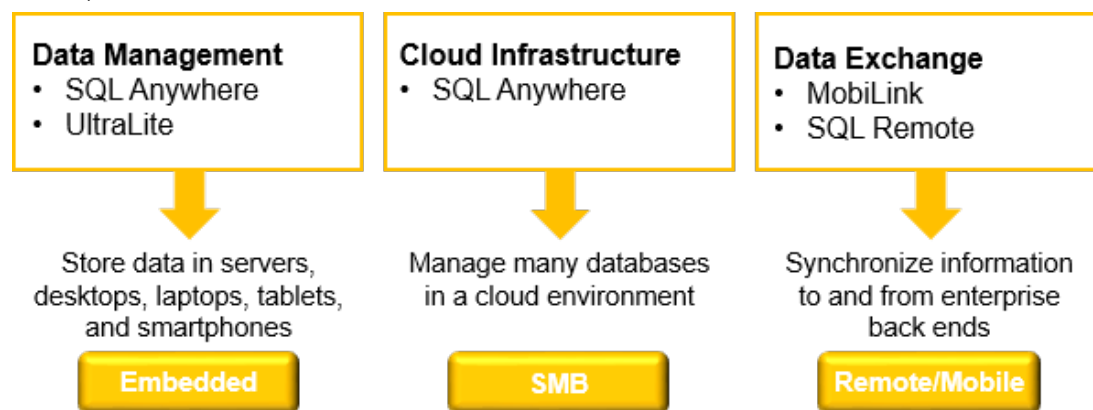 Data Management
• SQL Anywhere
• UltraLite
Store data in servers,
desktops, laptops, tablets,
and smartphones
Embedded
Cloud Infrastructure
• SQL Anywhere
Manage many databases
in a cloud environment
SMB
Data Exchange
• MobiLink
• SQL Remote
Synchronize information
to and from enterprise
back ends
Remote/Mobile